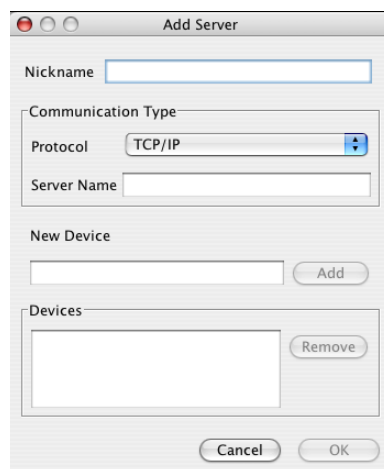 Add Server
Nickname
Communication Type
Protocol TCP/IP
Server Name
New Device
Add
Devices
Remove
Cancel OK